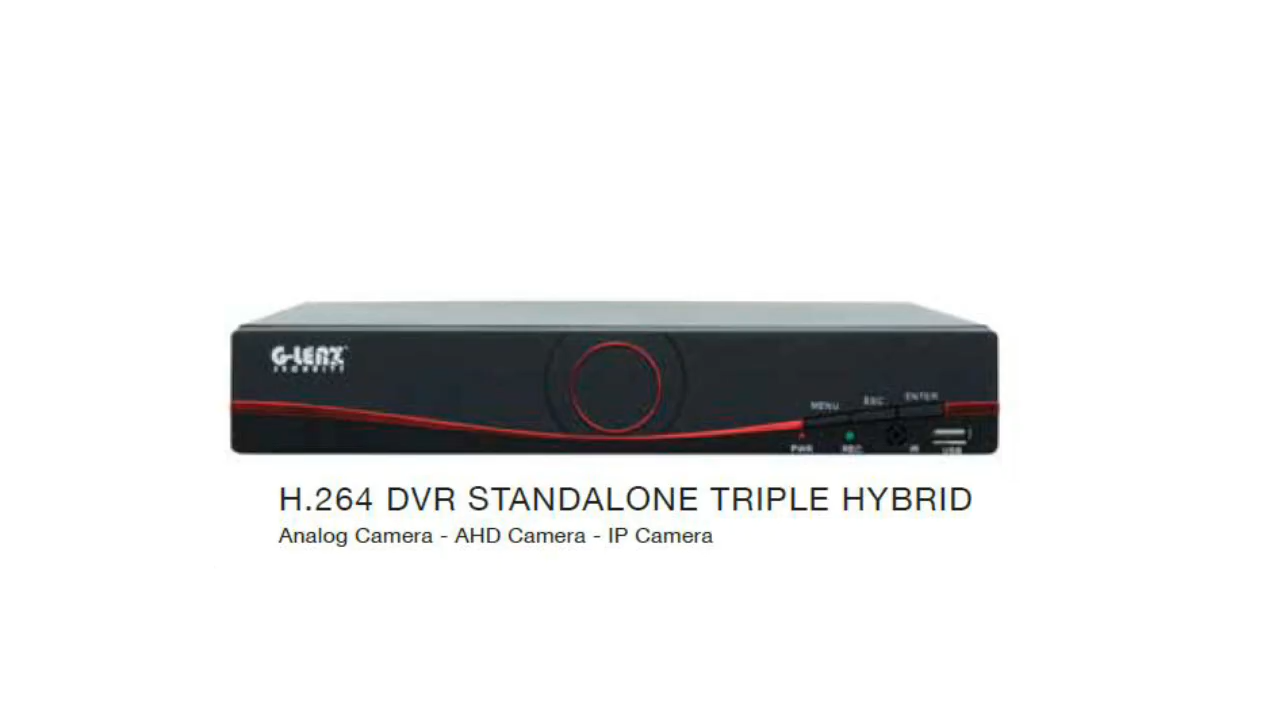 G-LENZ
SECURITY
MENU ESC ENTER
PWR REC IR USB
H.264 DVR STANDALONE TRIPLE HYBRID
Analog Camera - AHD Camera - IP Camera